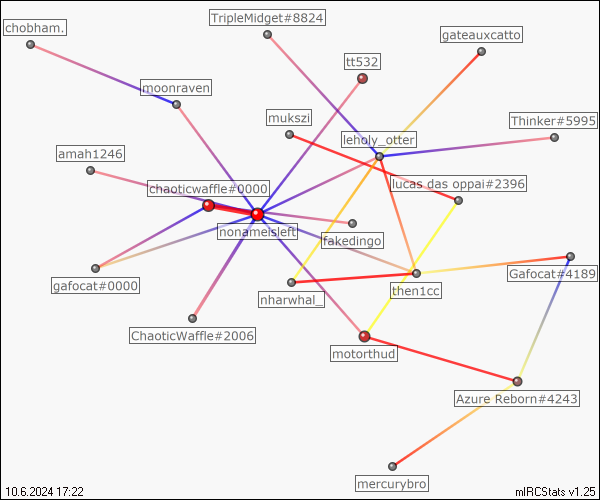 TripleMidget#8824
chobham.
gateauxcatto
tt532
moonraven
mukszi
Thinker#5995
leholy_otter
amah1246
lucas das oppai#2396
chaoticwaffle#0000
nonameisleft
fakedingo
Gafocat#4189
gafocat#0000
then1cc
nharwhal_
ChaoticWaffle#2006
motorthud
Azure Reborn#4243
mercurybro
10.6.2024 17:22
mIRCStats v1.25